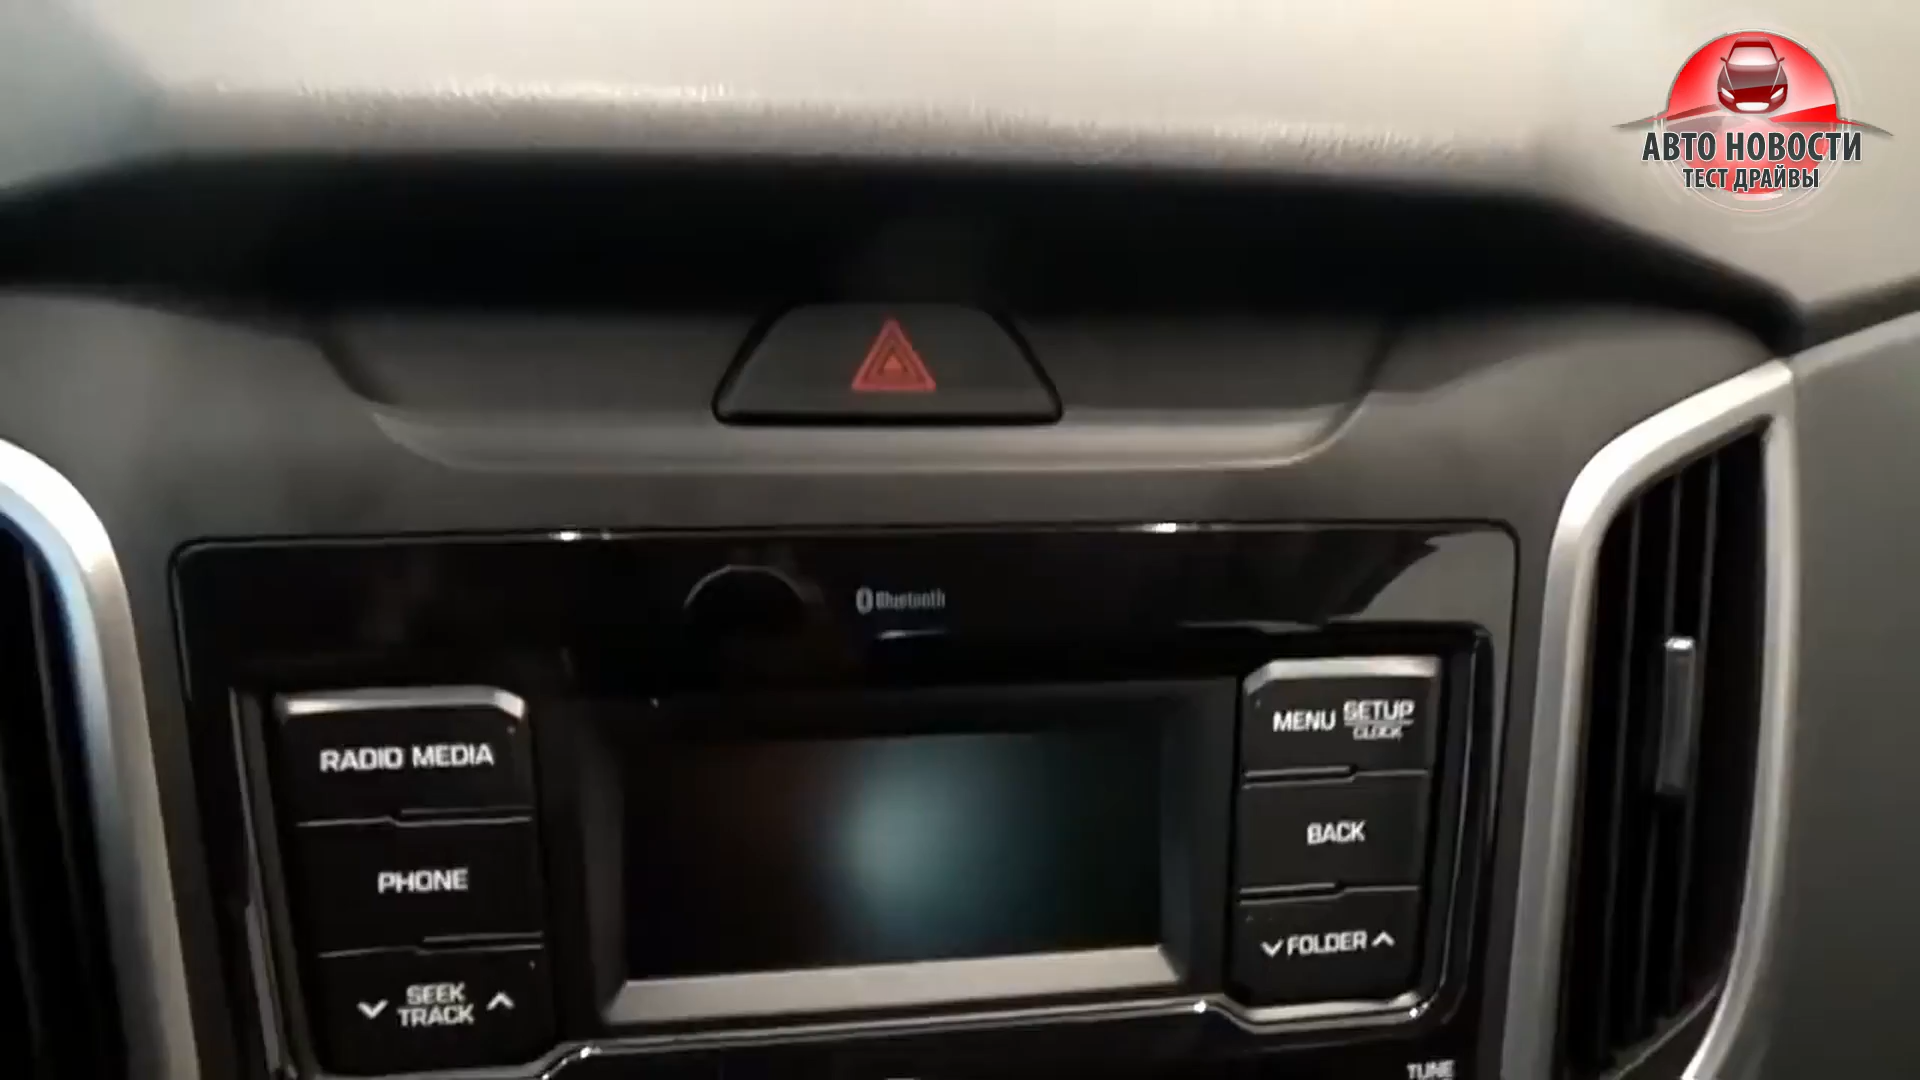 АВТО НОВОСТИ
ТЕСТ ДРАЙВЫ
Bluetooth
RADIO MEDIA
MENU SETUP
CLOCK
PHONE
BACK
SEEK
TRACK
FOLDER
TUNE